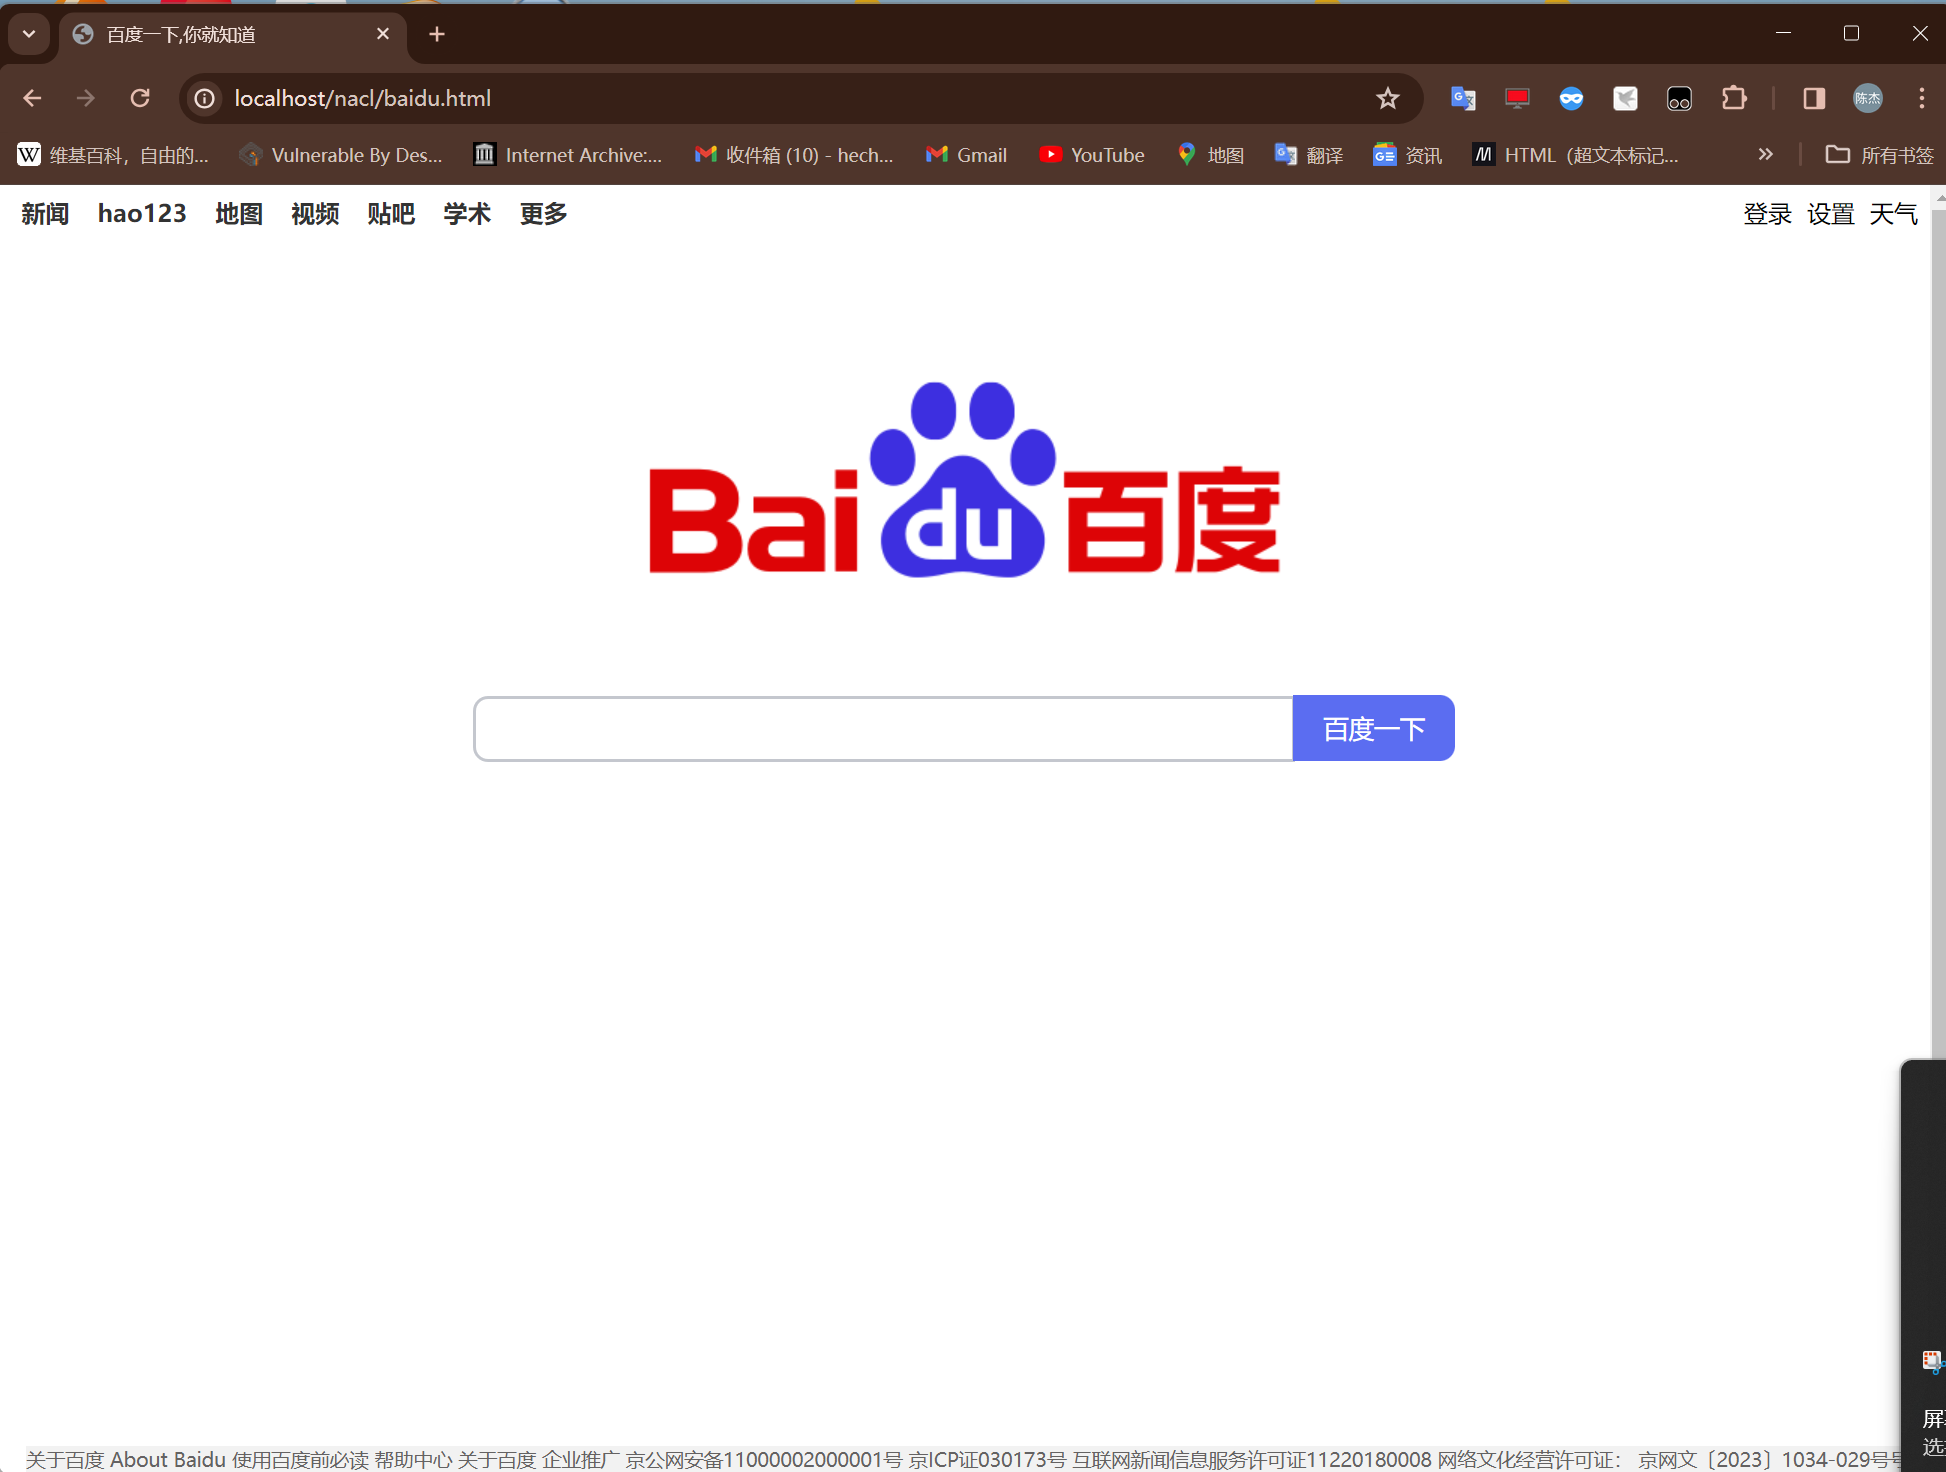 百度一下,你就知道
localhost/nacl/baidu.html
陈杰
维基百科，自由的... Vulnerable By Des... Internet Archive:... 收件箱 (10) - hech... Gmail YouTube 地图 翻译 资讯 HTML（超文本标记... 所有书签
新闻 hao123 地图 视频 贴吧 学术 更多 登录 设置 天气
Bai du 百度
百度一下
关于百度 About Baidu 使用百度前必读 帮助中心 关于百度 企业推广 京公网安备11000002000001号 京ICP证030173号 互联网新闻信息服务许可证11220180008 网络文化经营许可证： 京网文〔2023〕1034-029号
选